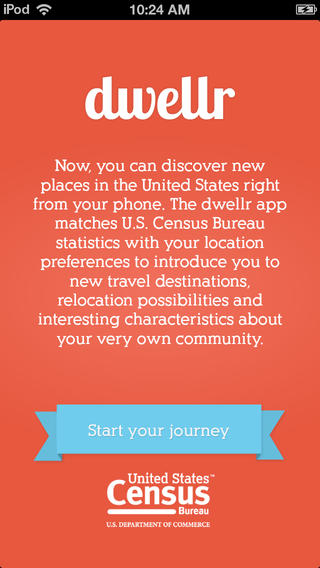 iPod 10:24 AM
dwellr
Now, you can discover new
places in the United States right
from your phone. The dwellr app
matches U.S. Census Bureau
statistics with your location
preferences to introduce you to
new travel destinations,
relocation possibilities and
interesting characteristics about
your very own community.
Start your journey
United States™
Census
Bureau
U.S. DEPARTMENT OF COMMERCE